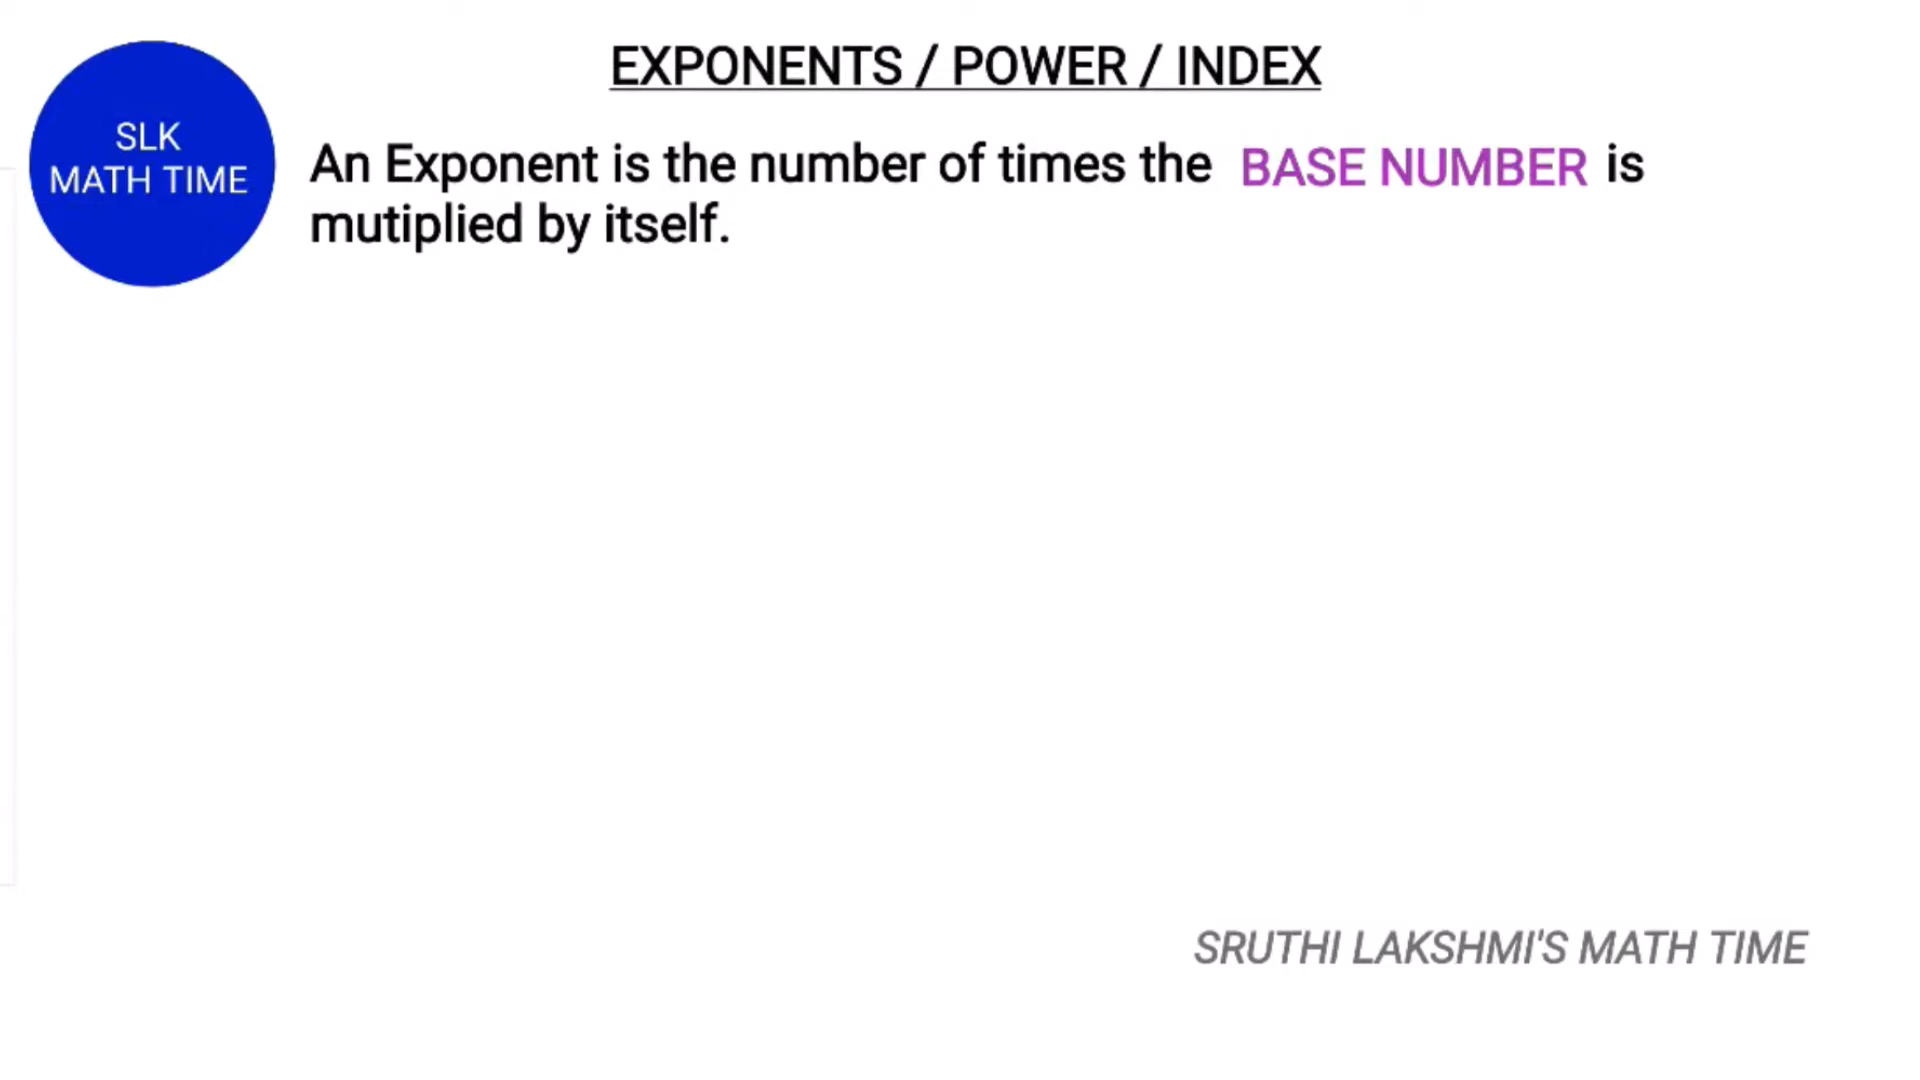 EXPONENTS / POWER / INDEX
SLK
MATH TIME
An Exponent is the number of times the BASE NUMBER is
mutiplied by itself.
SRUTHI LAKSHMI'S MATH TIME